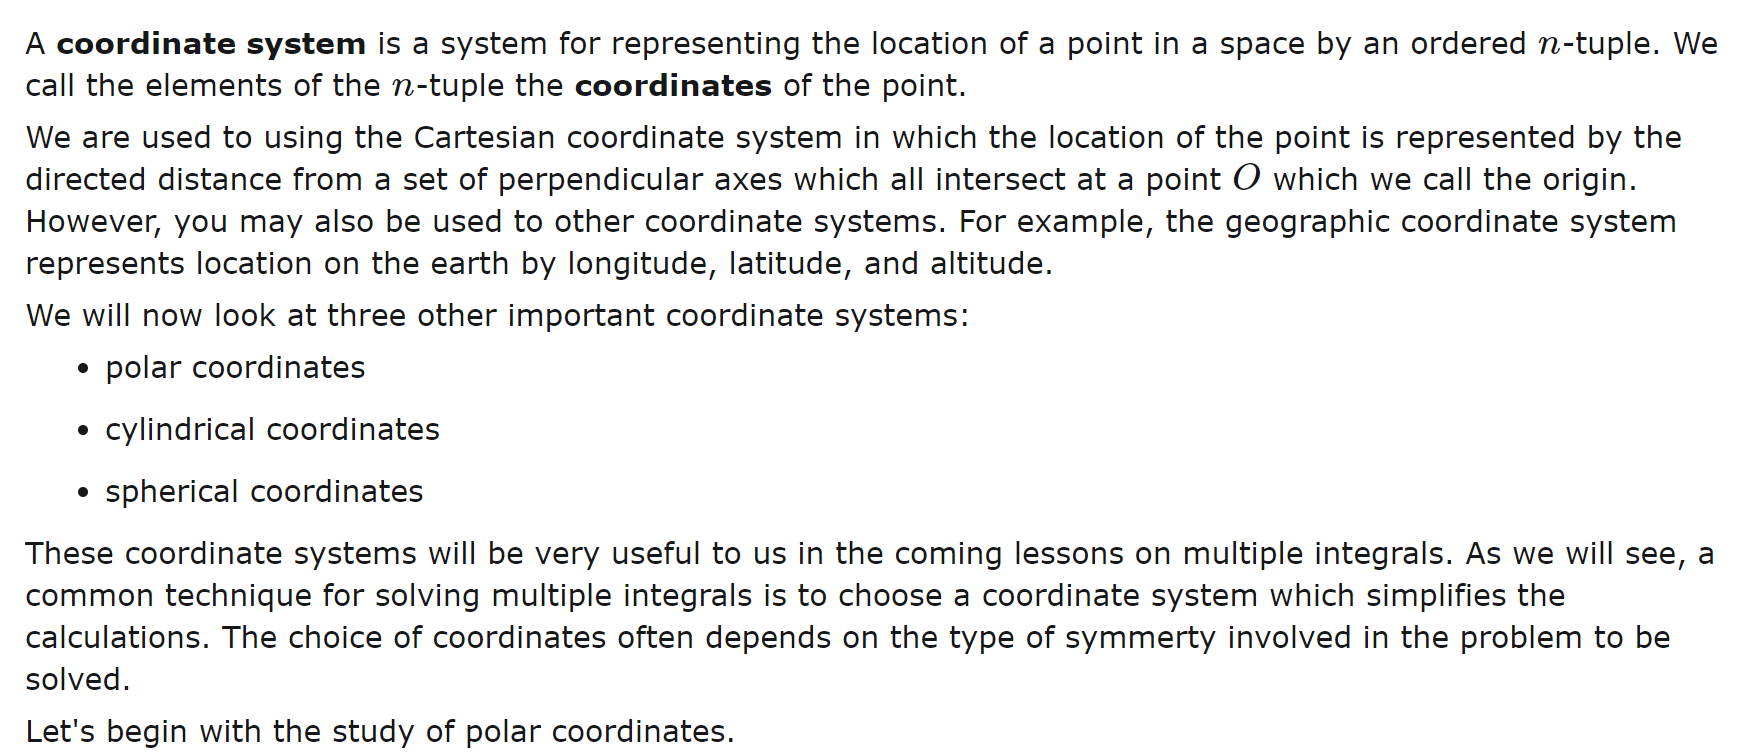 A coordinate system is a system for representing the location of a point in a space by an ordered n-tuple. We
call the elements of the n-tuple the coordinates of the point.
We are used to using the Cartesian coordinate system in which the location of the point is represented by the
directed distance from a set of perpendicular axes which all intersect at a point O which we call the origin.
However, you may also be used to other coordinate systems. For example, the geographic coordinate system
represents location on the earth by longitude, latitude, and altitude.
We will now look at three other important coordinate systems:
• polar coordinates
• cylindrical coordinates
• spherical coordinates
These coordinate systems will be very useful to us in the coming lessons on multiple integrals. As we will see, a
common technique for solving multiple integrals is to choose a coordinate system which simplifies the
calculations. The choice of coordinates often depends on the type of symmerty involved in the problem to be
solved.
Let's begin with the study of polar coordinates.